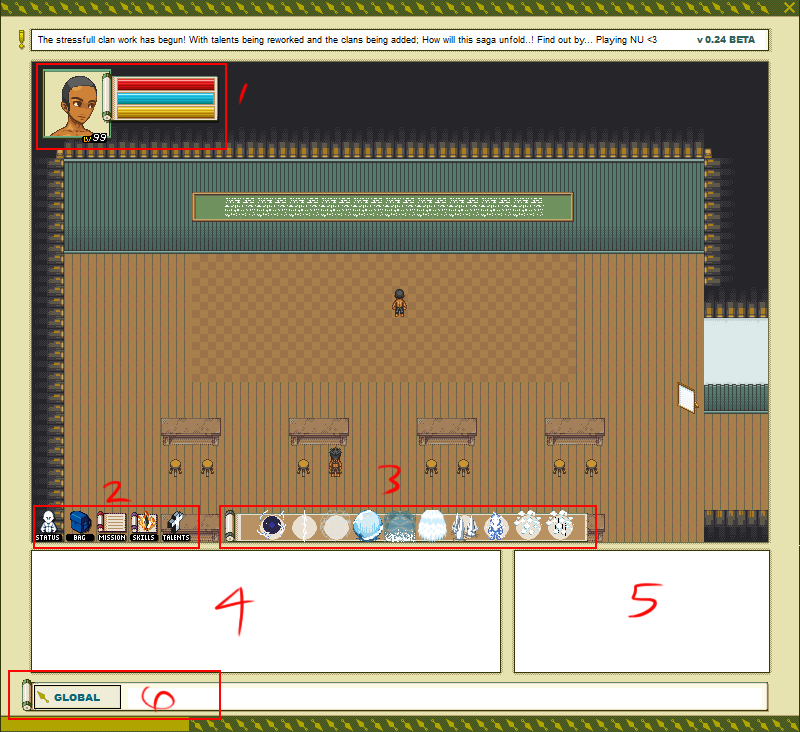 The stressfull clan work has begun! With talents being reworked and the clans being added; How will this saga unfold..! Find out by... Playing NU <3 v 0.24 BETA
1
Lv 99
2
3
STATUS BAG MISSION SKILLS TALENTS
4
5
GLOBAL 6